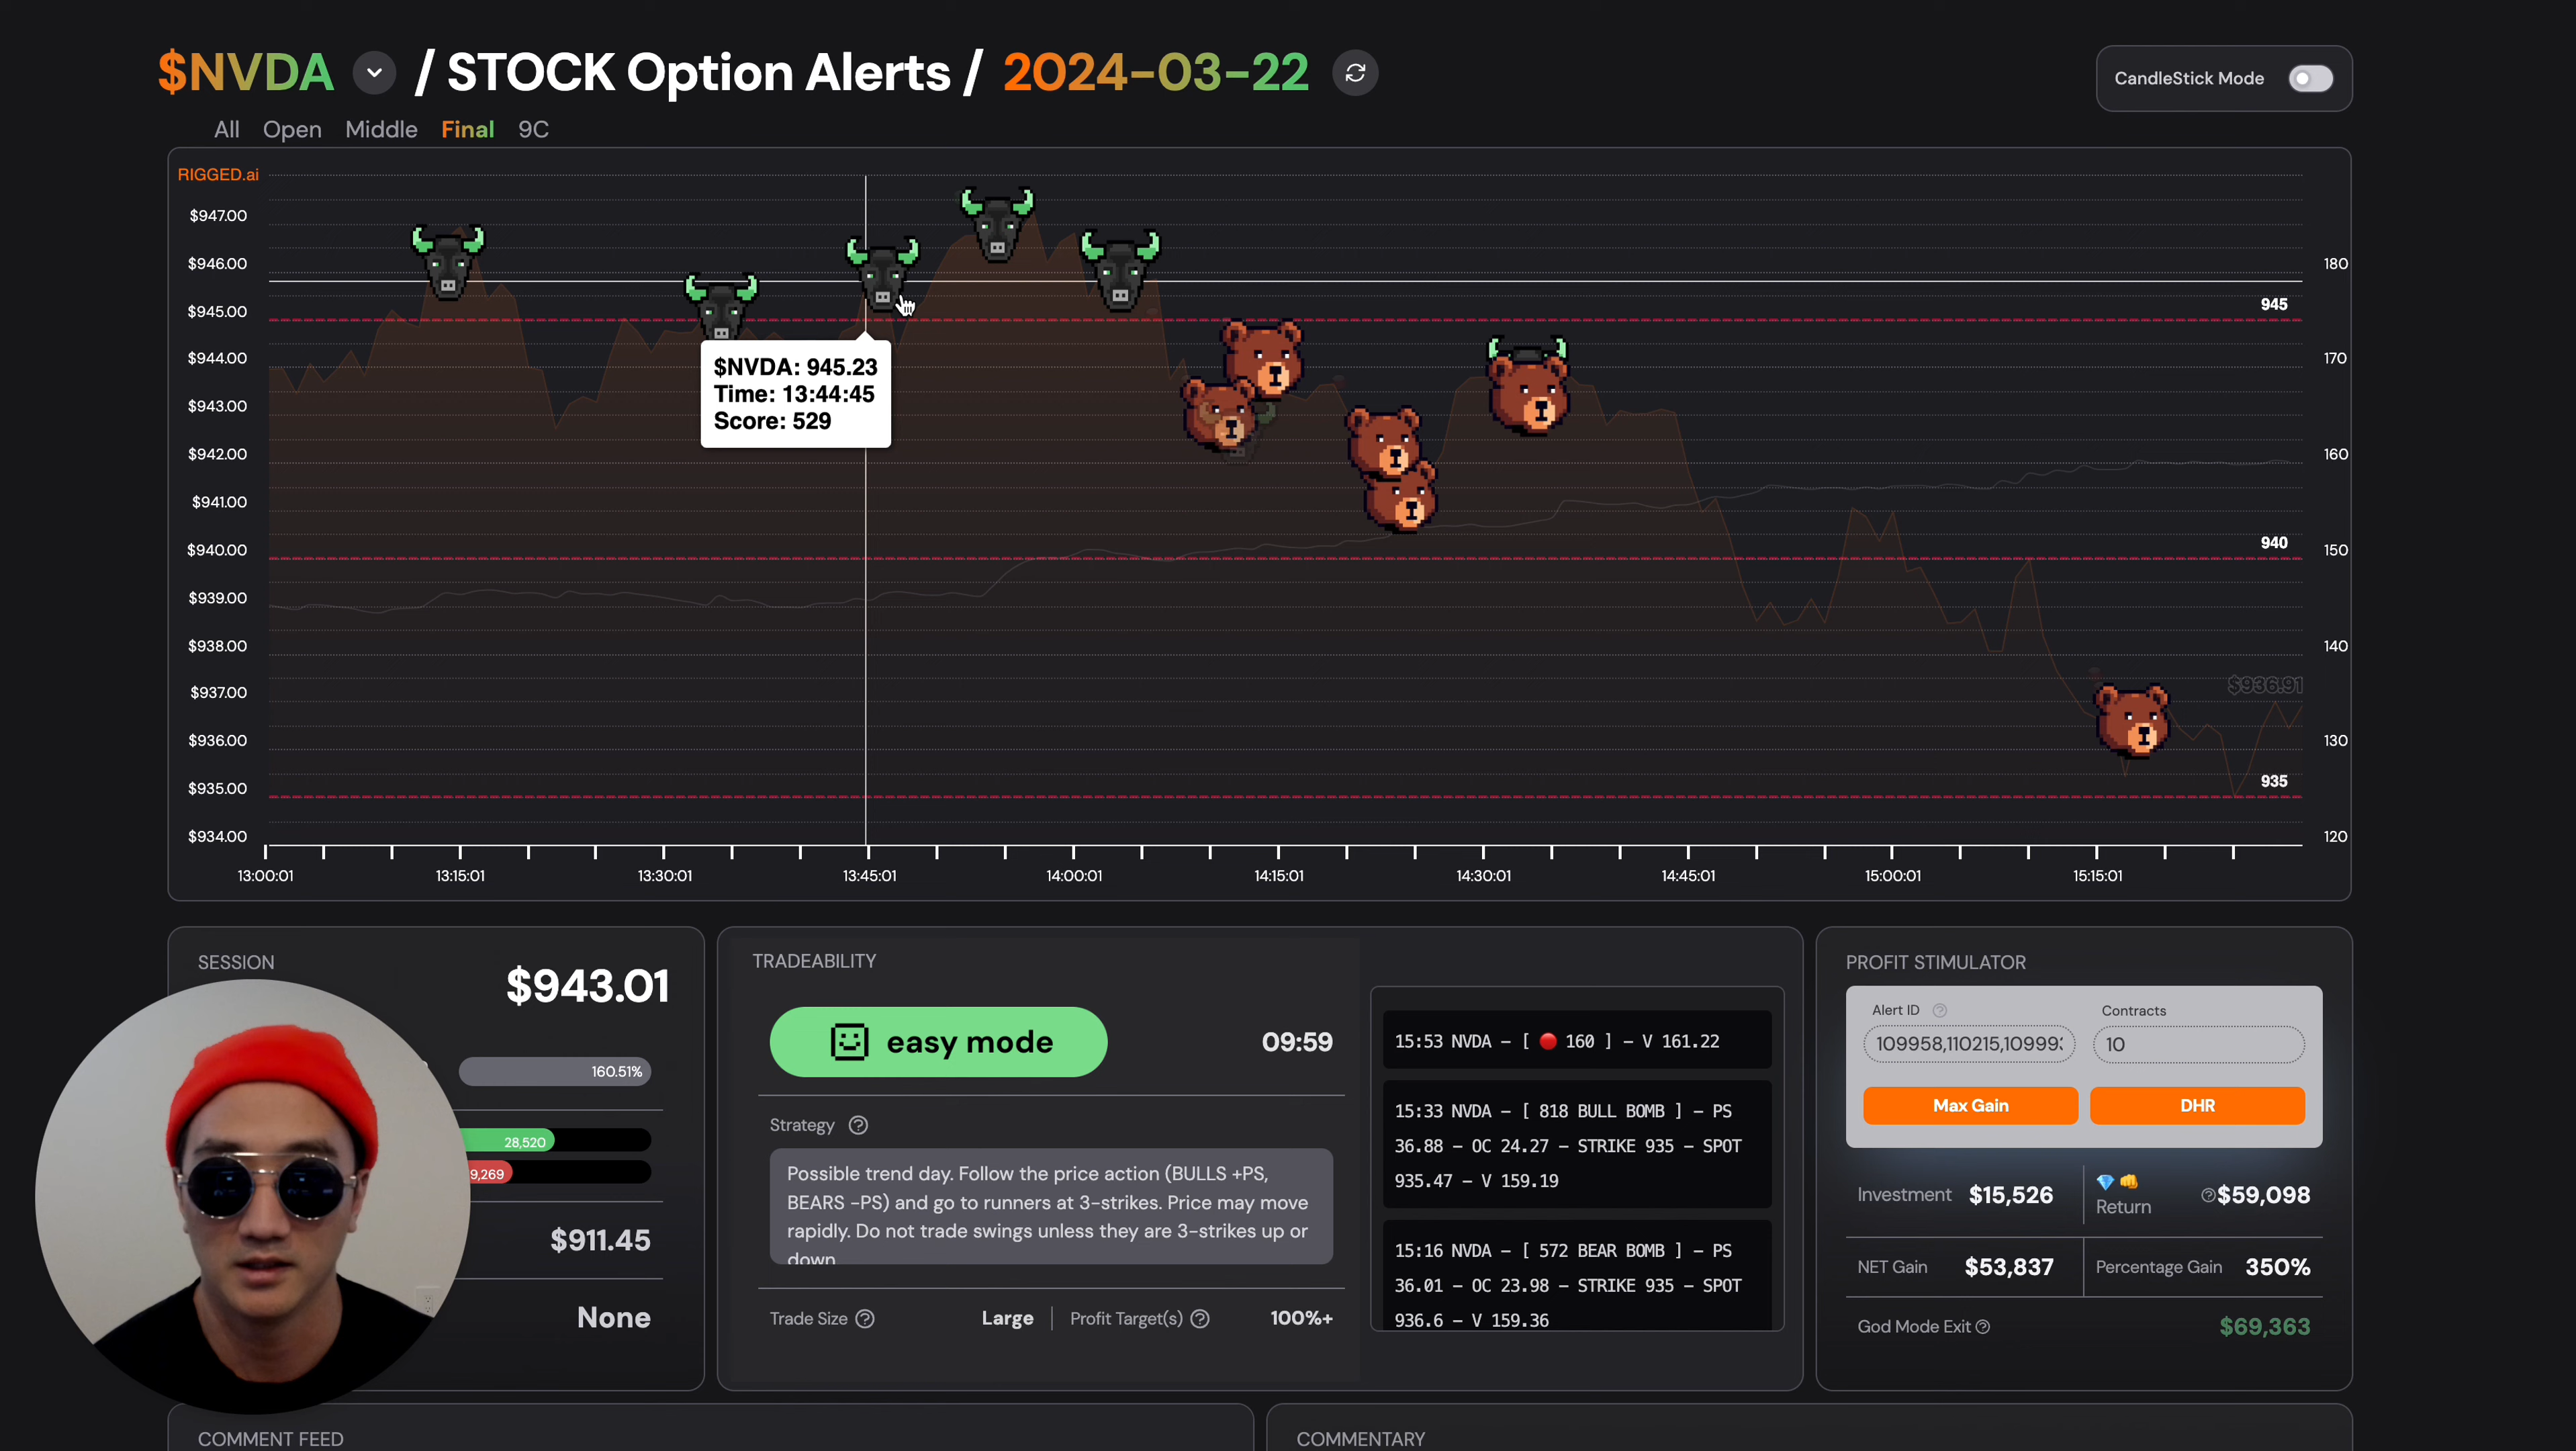 $NVDA / STOCK Option Alerts / 2024-03-22
CandleStick Mode
All Open Middle Final 9C
RIGGED.ai
$947.00
$946.00
$945.00
$944.00
$943.00
$942.00
$941.00
$940.00
$939.00
$938.00
$937.00
$936.00
$935.00
$934.00
$NVDA: 945.23
Time: 13:44:45
Score: 529
945
940
$936.91
935
180
170
160
150
140
130
120
13:00:01 13:15:01 13:30:01 13:45:01 14:00:01 14:15:01 14:30:01 14:45:01 15:00:01 15:15:01
SESSION
$943.01
160.51%
28,520
9,269
$911.45
None
TRADEABILITY
easy mode
09:59
Strategy ?
Possible trend day. Follow the price action (BULLS +PS,
BEARS -PS) and go to runners at 3-strikes. Price may move
rapidly. Do not trade swings unless they are 3-strikes up or
down
Trade Size ? Large Profit Target(s) ? 100%+
15:53 NVDA – [ 🔴 160 ] – V 161.22
15:33 NVDA – [ 818 BULL BOMB ] – PS
36.88 – OC 24.27 – STRIKE 935 – SPOT
935.47 – V 159.19
15:16 NVDA – [ 572 BEAR BOMB ] – PS
36.01 – OC 23.98 – STRIKE 935 – SPOT
936.6 – V 159.36
PROFIT STIMULATOR
Alert ID ? Contracts
109958,110215,10999 10
Max Gain DHR
Investment $15,526 💎👊 Return ? $59,098
NET Gain $53,837 Percentage Gain 350%
God Mode Exit ? $69,363
COMMENT FEED
COMMENTARY